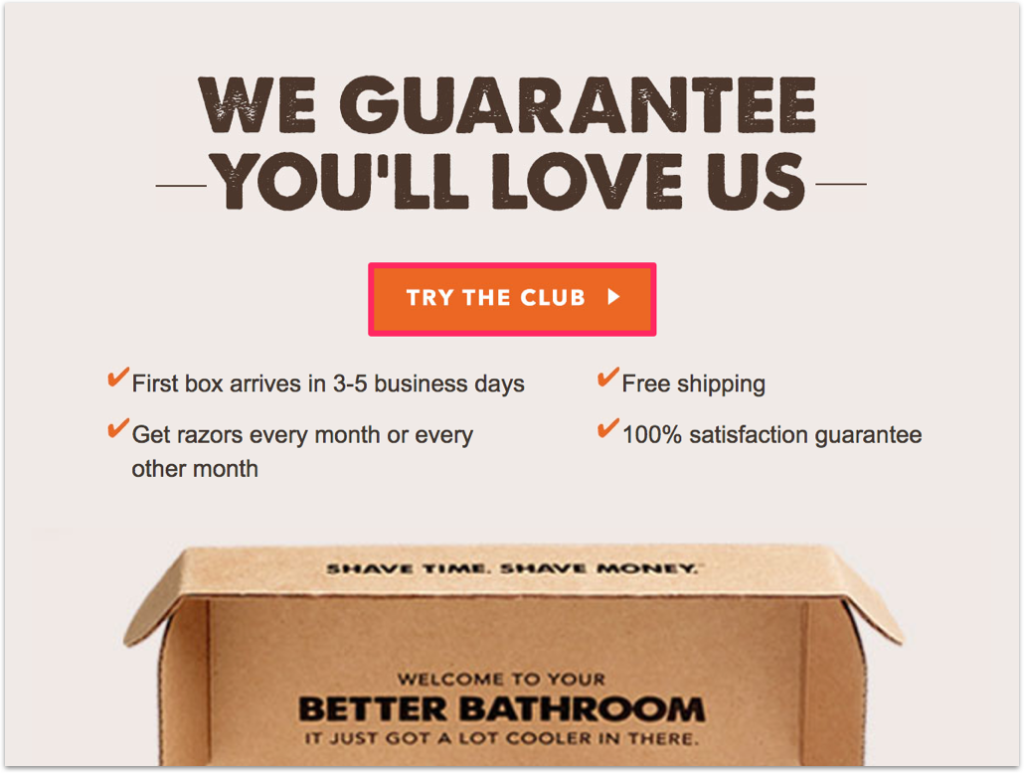 WE GUARANTEE
YOU'LL LOVE US
TRY THE CLUB
First box arrives in 3-5 business days
Free shipping
Get razors every month or every
other month
100% satisfaction guarantee
SHAVE TIME. SHAVE MONEY.
WELCOME TO YOUR
BETTER BATHROOM
IT JUST GOT A LOT COOLER IN THERE.